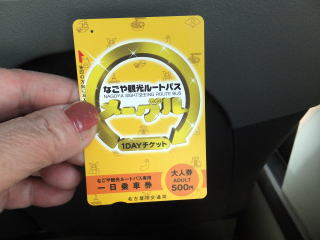 なごや観光ルートバス
NAGOYA SIGHTSEEING ROUTE BUS
メーグル
1DAYチケット
なごや観光ルートバス専用
一日乗車券
大人券
ADULT
500円
名古屋市交通局